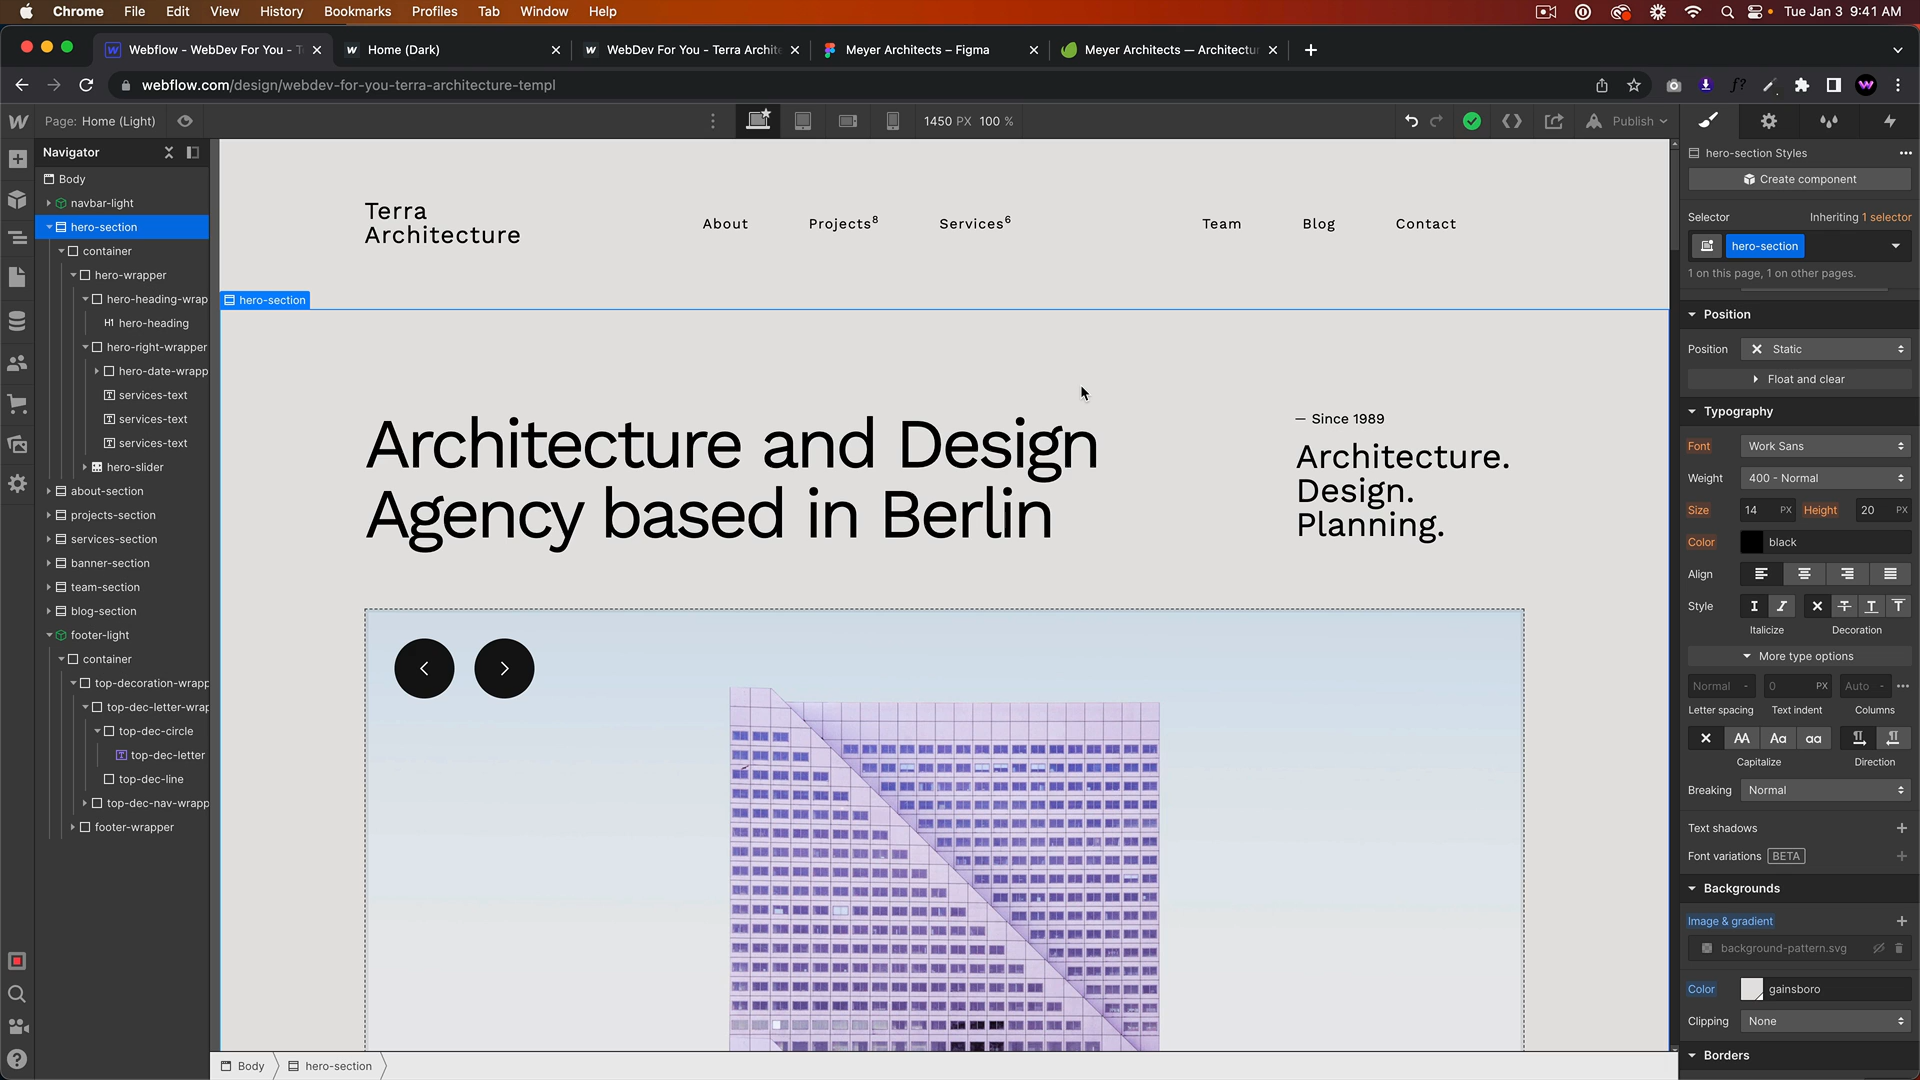 Chrome File Edit View History Bookmarks Profiles Tab Window Help Tue Jan 3 9:41 AM
Webflow - WebDev For You - T
Home (Dark)
WebDev For You - Terra Archite
Meyer Architects – Figma
Meyer Architects — Architectur
webflow.com/design/webdev-for-you-terra-architecture-templ
Page: Home (Light)
1450 PX 100 %
Publish
Navigator
Body
navbar-light
hero-section
container
hero-wrapper
hero-heading-wrap
H1 hero-heading
hero-right-wrapper
hero-date-wrapp
services-text
services-text
services-text
hero-slider
about-section
projects-section
services-section
banner-section
team-section
blog-section
footer-light
container
top-decoration-wrapp
top-dec-letter-wrap
top-dec-circle
top-dec-letter
top-dec-line
top-dec-nav-wrapp
footer-wrapper
Terra
Architecture
About
Projects8
Services6
Team
Blog
Contact
hero-section
Architecture and Design
Agency based in Berlin
— Since 1989
Architecture.
Design.
Planning.
Body
hero-section
hero-section Styles
Create component
Selector Inheriting 1 selector
hero-section
1 on this page, 1 on other pages.
Position
Position Static
Float and clear
Typography
Font Work Sans
Weight 400 - Normal
Size 14 PX Height 20 PX
Color black
Align
Style
Italicize Decoration
More type options
Normal - 0 PX Auto -
Letter spacing Text indent Columns
AA Aa aa
Capitalize Direction
Breaking Normal
Text shadows
Font variations BETA
Backgrounds
Image & gradient
background-pattern.svg
Color gainsboro
Clipping None
Borders